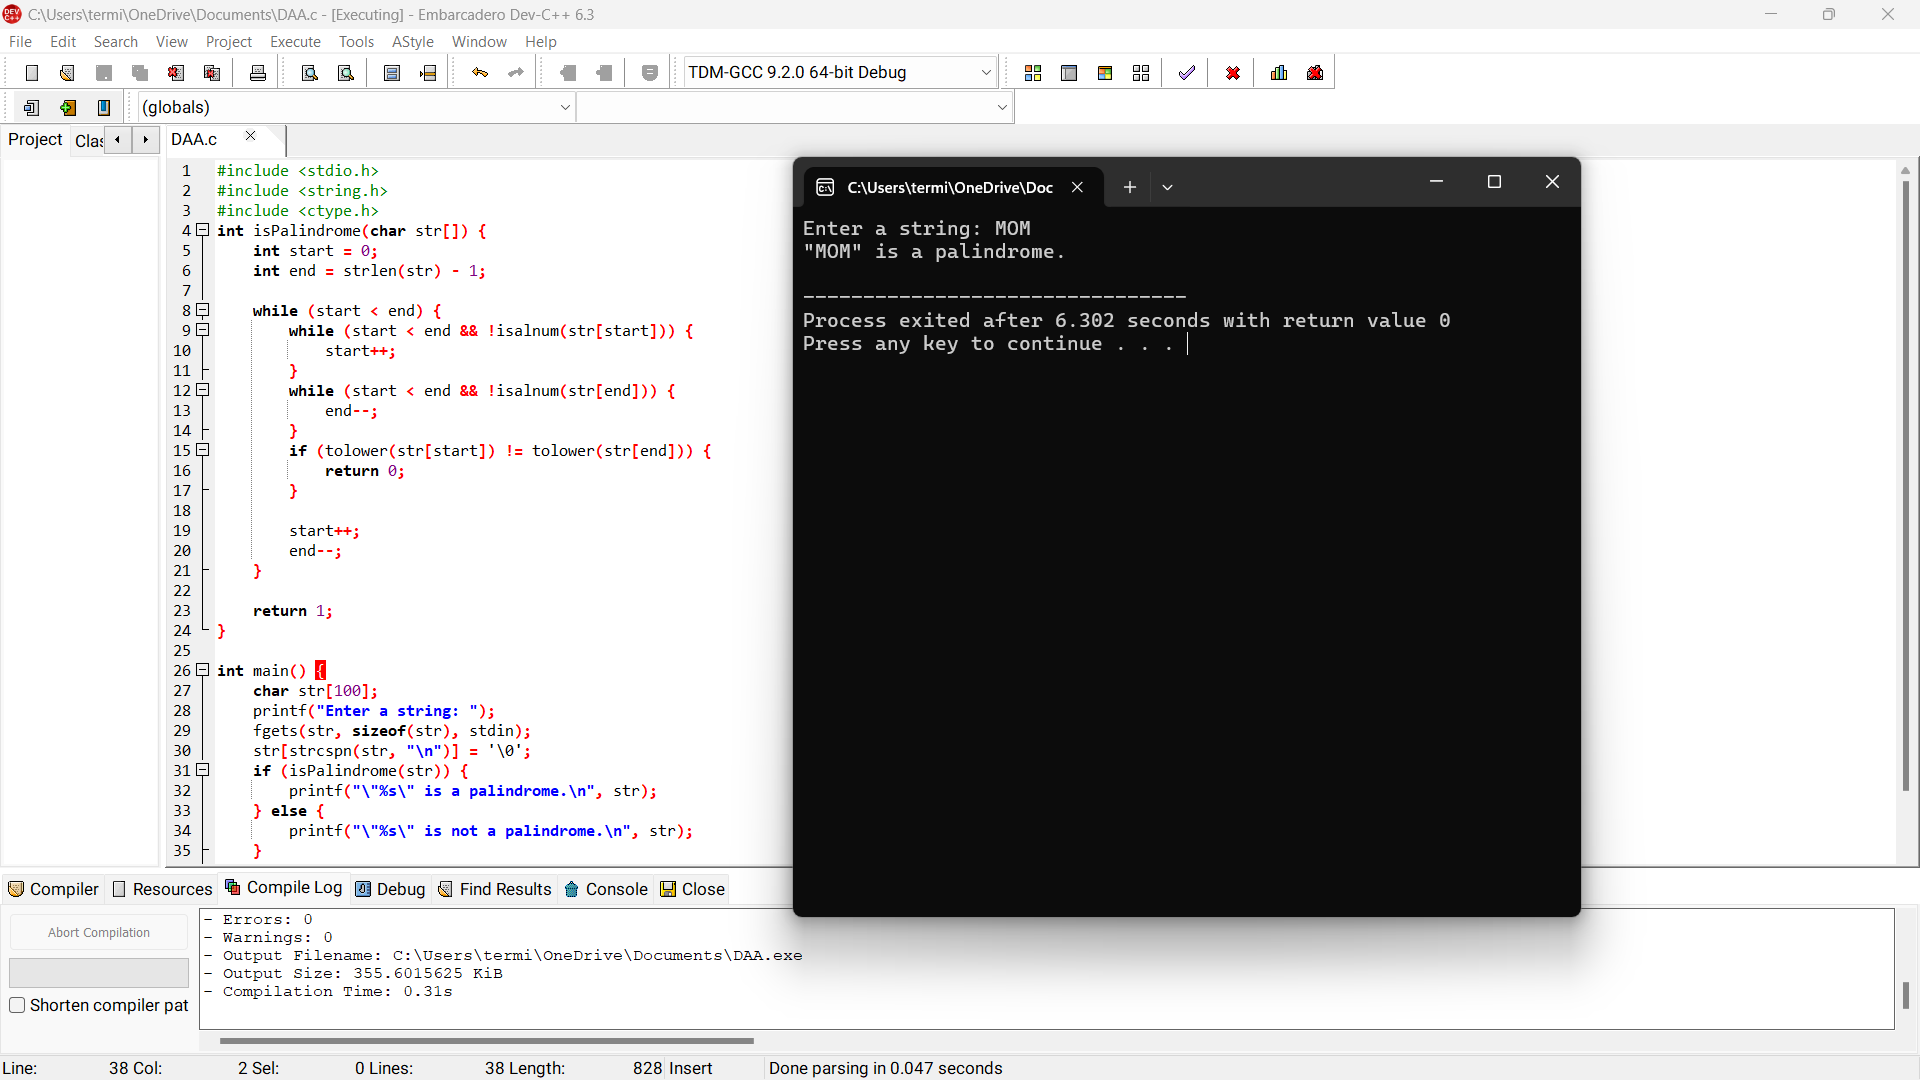 C:\Users\termi\OneDrive\Documents\DAA.c - [Executing] - Embarcadero Dev-C++ 6.3
File Edit Search View Project Execute Tools AStyle Window Help
TDM-GCC 9.2.0 64-bit Debug
(globals)
Project Clas DAA.c
1 #include <stdio.h>
2 #include <string.h>
3 #include <ctype.h>
4 int isPalindrome(char str[]) {
5 int start = 0;
6 int end = strlen(str) - 1;
7
8 while (start < end) {
9 while (start < end && !isalnum(str[start])) {
10 start++;
11 }
12 while (start < end && !isalnum(str[end])) {
13 end--;
14 }
15 if (tolower(str[start]) != tolower(str[end])) {
16 return 0;
17 }
18
19 start++;
20 end--;
21 }
22
23 return 1;
24 }
25
26 int main() {
27 char str[100];
28 printf("Enter a string: ");
29 fgets(str, sizeof(str), stdin);
30 str[strcspn(str, "\n")] = '\0';
31 if (isPalindrome(str)) {
32 printf("\"%s\" is a palindrome.\n", str);
33 } else {
34 printf("\"%s\" is not a palindrome.\n", str);
35 }
C:\Users\termi\OneDrive\Doc
Enter a string: MOM
"MOM" is a palindrome.
--------------------------------
Process exited after 6.302 seconds with return value 0
Press any key to continue . . .
Compiler Resources Compile Log Debug Find Results Console Close
Abort Compilation
Shorten compiler pat
- Errors: 0
- Warnings: 0
- Output Filename: C:\Users\termi\OneDrive\Documents\DAA.exe
- Output Size: 355.6015625 KiB
- Compilation Time: 0.31s
Line: 38 Col: 2 Sel: 0 Lines: 38 Length: 828 Insert Done parsing in 0.047 seconds